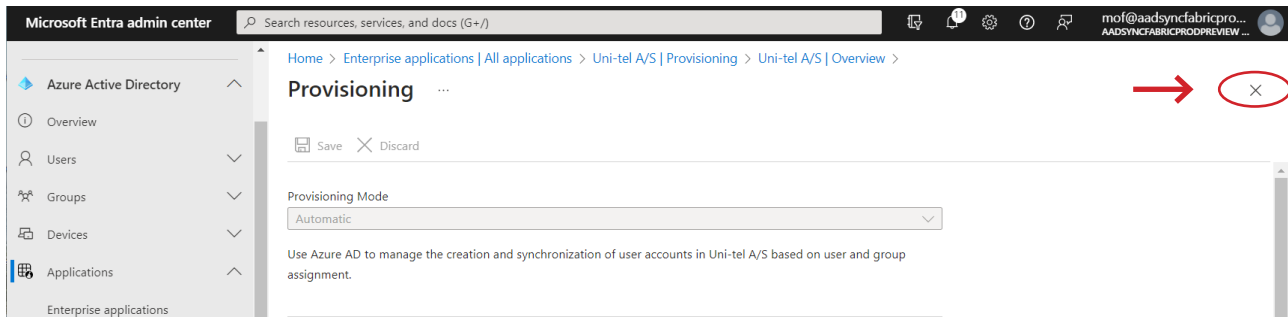 Microsoft Entra admin center
Search resources, services, and docs (G+/)
11
mof@aadsyncfabricpro...
AADSYNCFABRICPRODPREVIEW ...
Home > Enterprise applications | All applications > Uni-tel A/S | Provisioning > Uni-tel A/S | Overview >
Azure Active Directory
Provisioning ...
Overview
Save Discard
Users
Groups
Provisioning Mode
Automatic
Devices
Use Azure AD to manage the creation and synchronization of user accounts in Uni-tel A/S based on user and group
assignment.
Applications
Enterprise applications